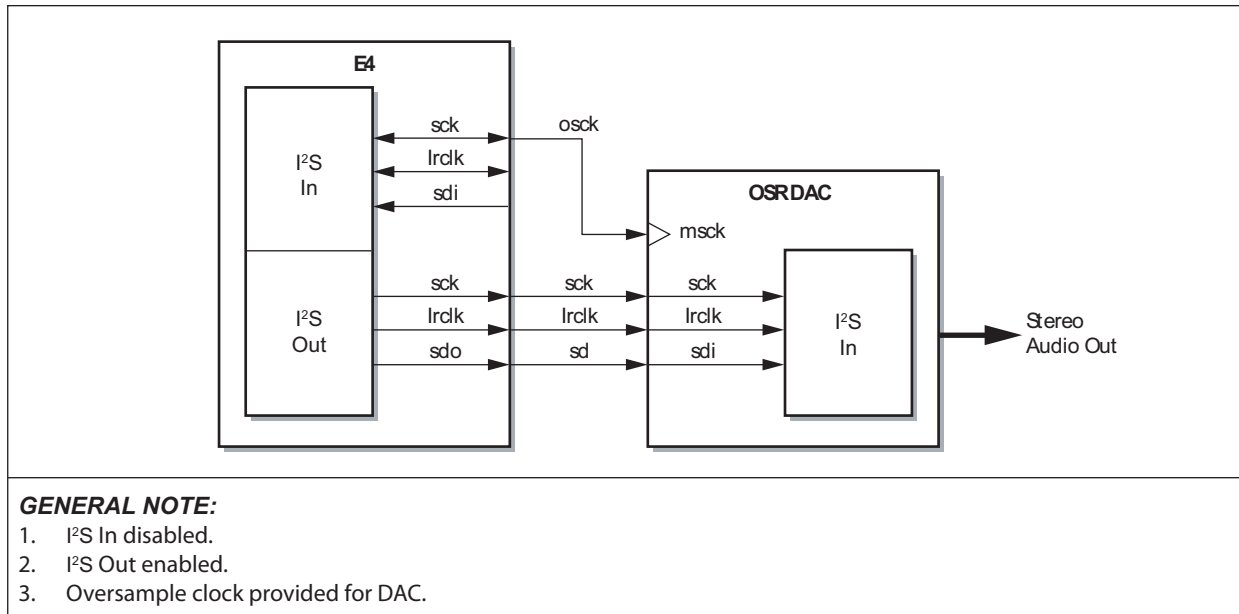 E4
sck
osck
I²S
In
lrclk
sdi
OSRDAC
msck
sck
sck
sck
I²S
Out
lrclk
lrclk
lrclk
I²S
In
sdo
sd
sdi
Stereo
Audio Out
GENERAL NOTE:
1. I²S In disabled.
2. I²S Out enabled.
3. Oversample clock provided for DAC.